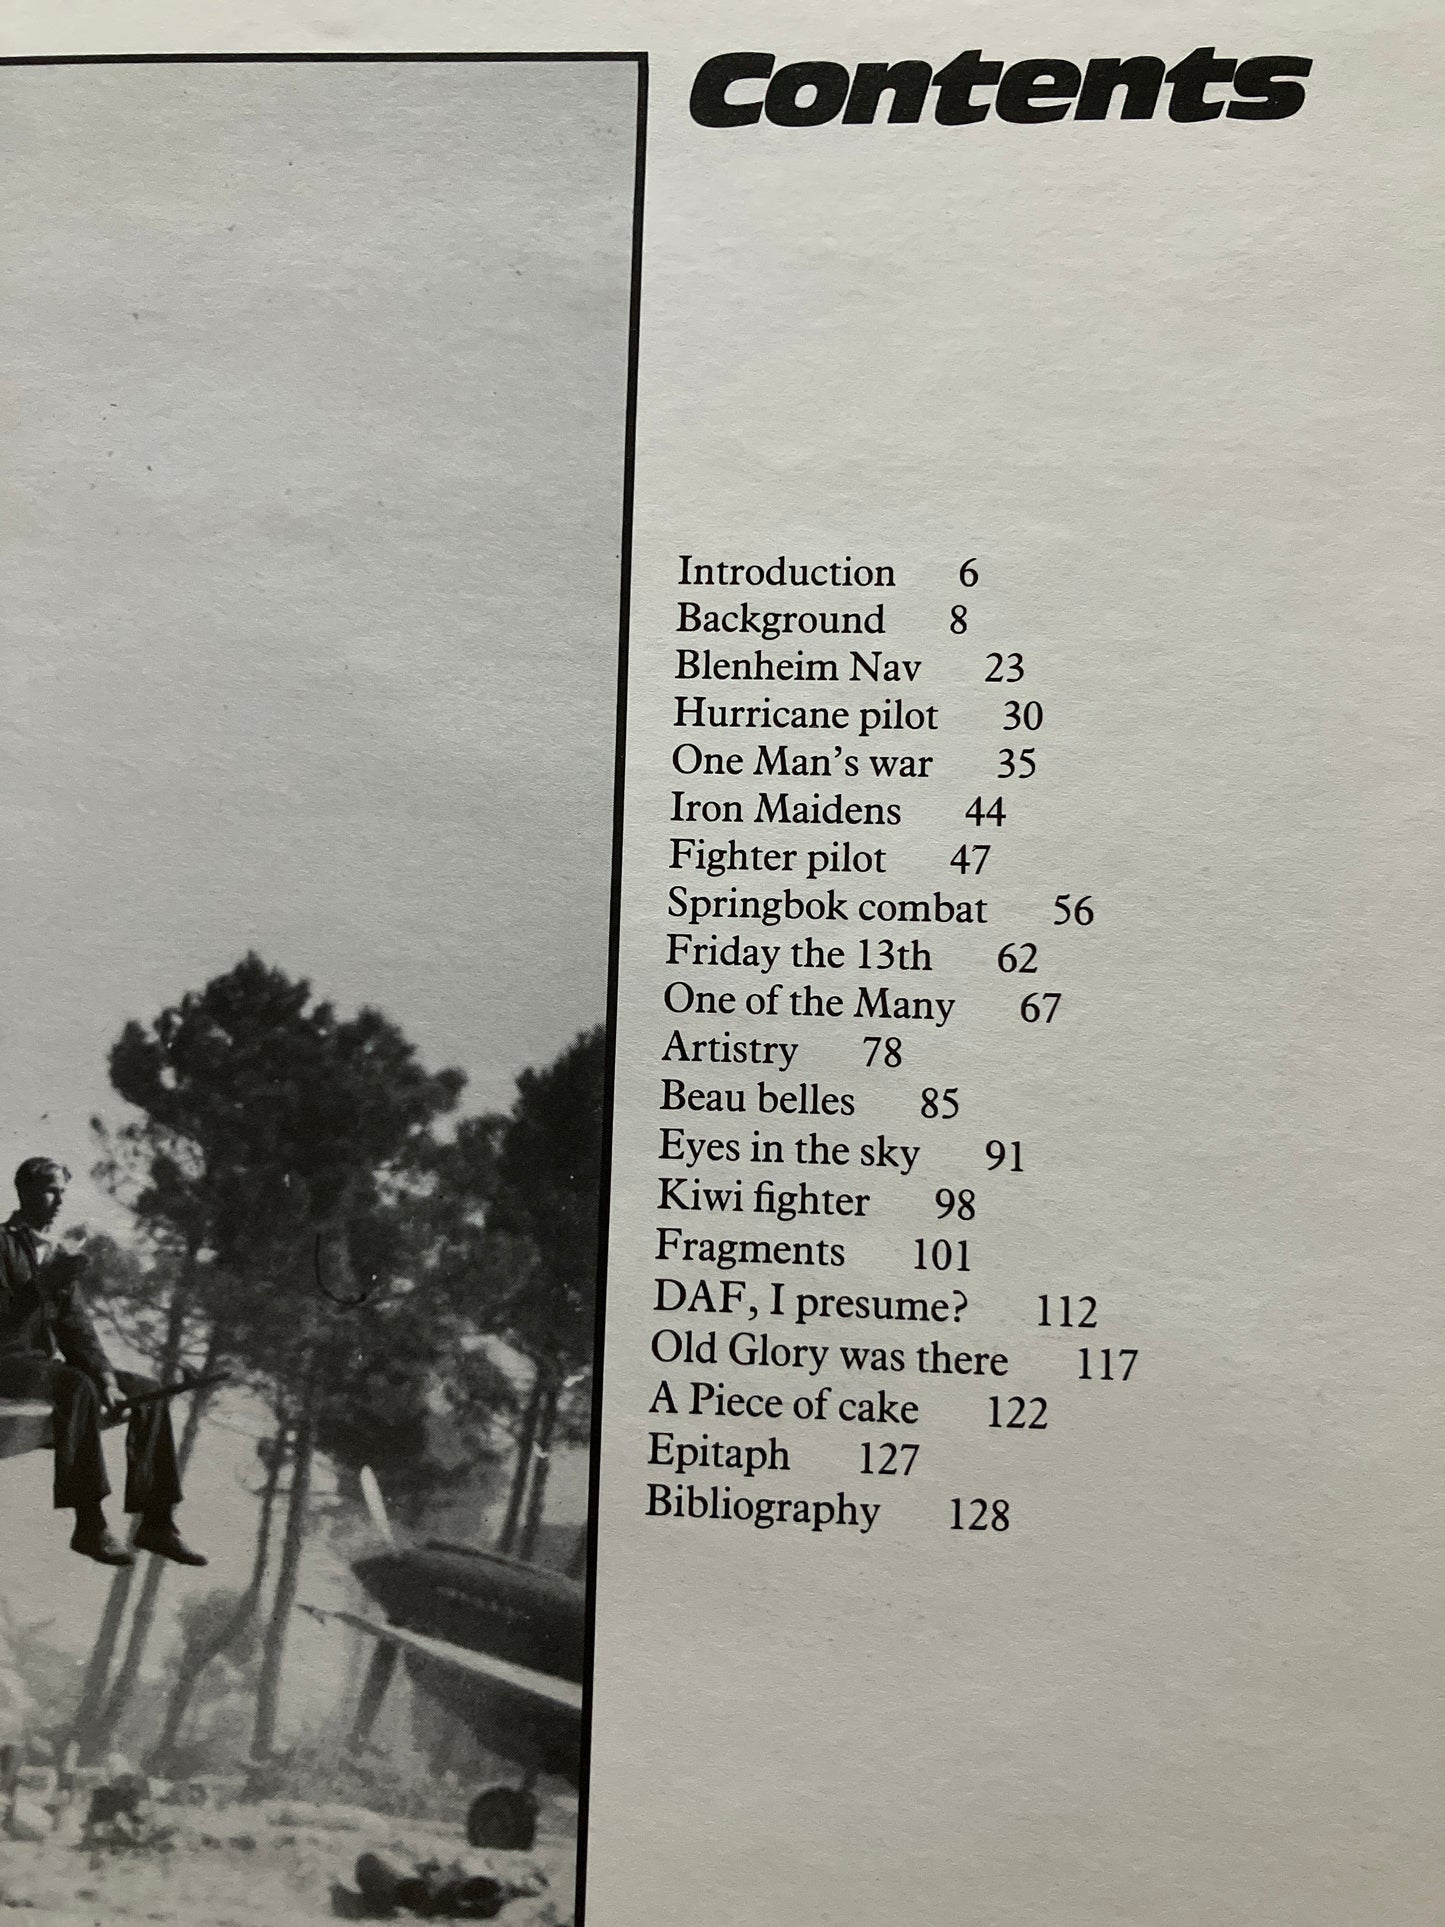 Contents
Introduction 6
Background 8
Blenheim Nav 23
Hurricane pilot 30
One Man’s war 35
Iron Maidens 44
Fighter pilot 47
Springbok combat 56
Friday the 13th 62
One of the Many 67
Artistry 78
Beau belles 85
Eyes in the sky 91
Kiwi fighter 98
Fragments 101
DAF, I presume? 112
Old Glory was there 117
A Piece of cake 122
Epitaph 127
Bibliography 128